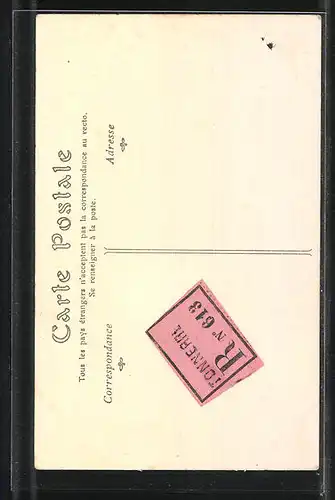 Carte Postale
Tous les pays étrangers n'acceptent pas la correspondance au recto.
Se renseigner à la poste.
Correspondance
Adresse
R
TONNERRE
Nº 613